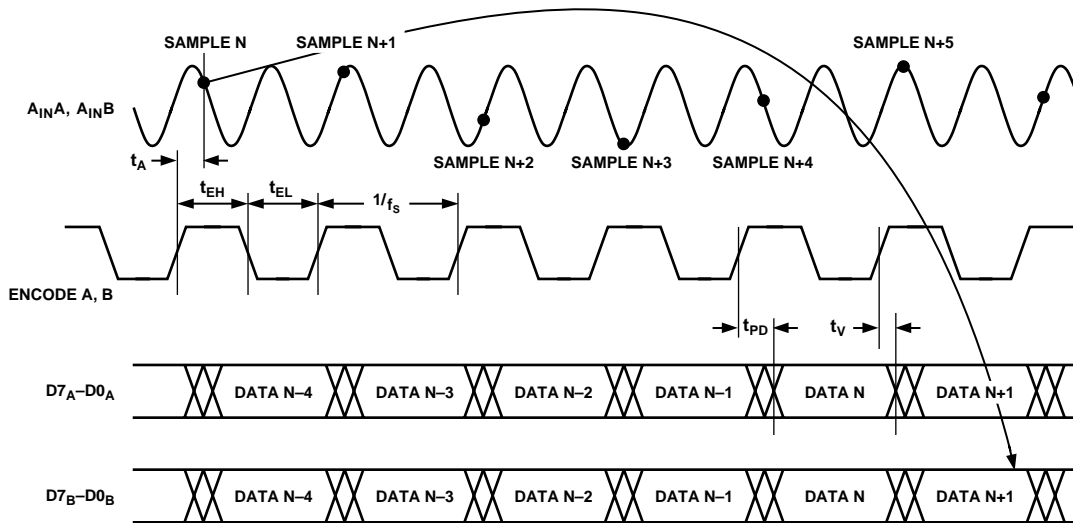 SAMPLE N
SAMPLE N+1
SAMPLE N+5
AINA, AINB
SAMPLE N+2
SAMPLE N+3
SAMPLE N+4
tA
tEH
tEL
1/fS
ENCODE A, B
tPD
tV
D7A–D0A
DATA N–4
DATA N–3
DATA N–2
DATA N–1
DATA N
DATA N+1
D7B–D0B
DATA N–4
DATA N–3
DATA N–2
DATA N–1
DATA N
DATA N+1